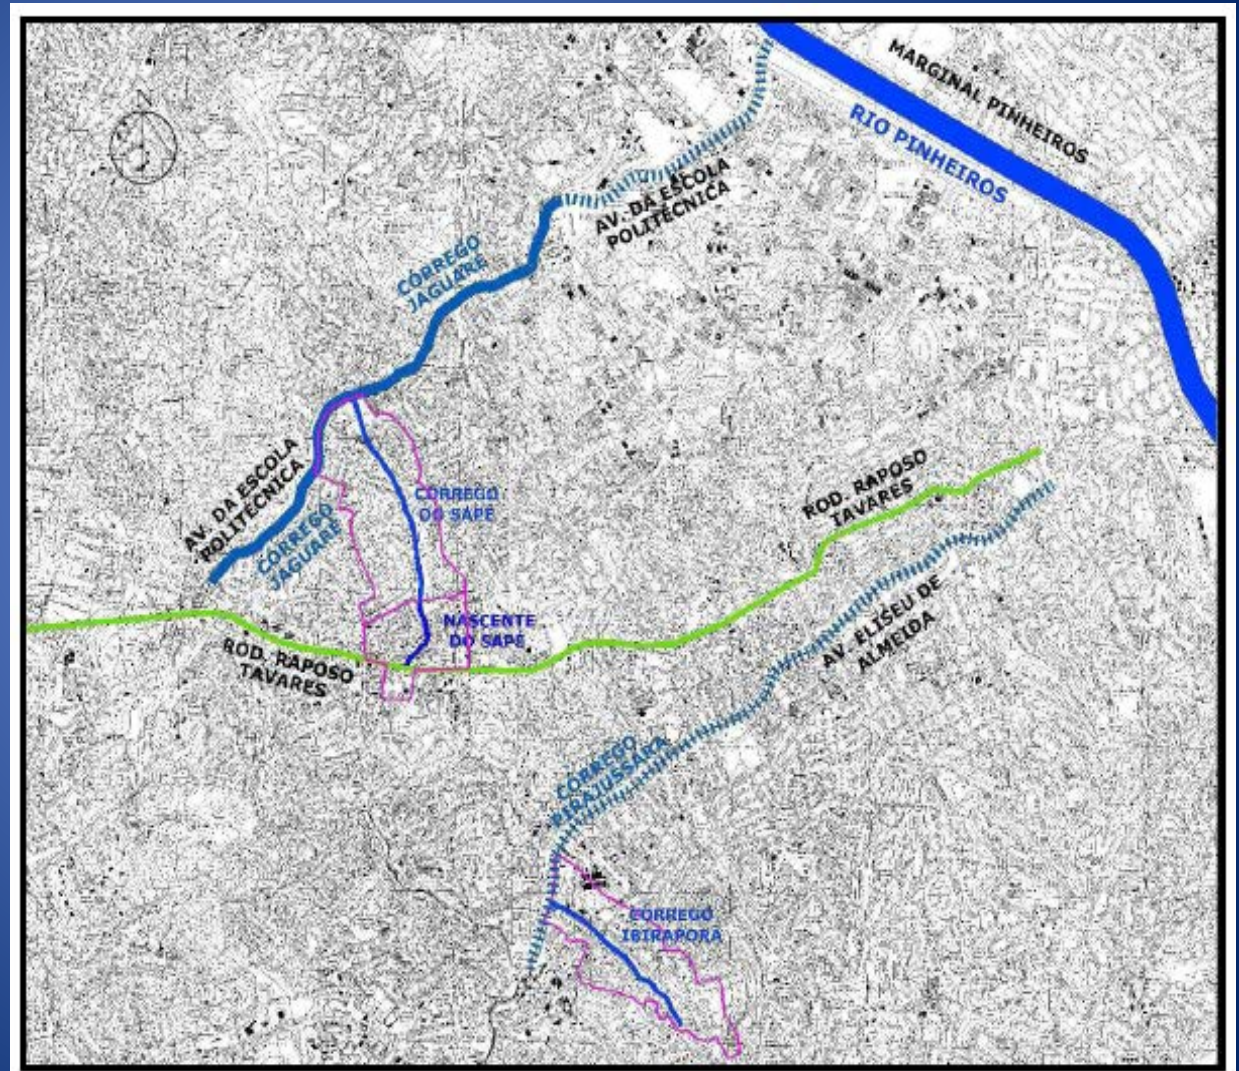 MARGINAL PINHEIROS
RIO PINHEIROS
N
AV. DA ESCOLA
POLITÉCNICA
CÓRREGO
JAGUARÉ
AV. DA ESCOLA
POLITÉCNICA
CÓRREGO
JAGUARÉ
CÓRREGO
DO SAPÉ
ROD. RAPOSO
TAVARES
NASCENTE
DO SAPÉ
ROD. RAPOSO
TAVARES
AV. ELISEU DE
ALMEIDA
CÓRREGO
PIRAJUSSARA
CÓRREGO
IBIRAPORA